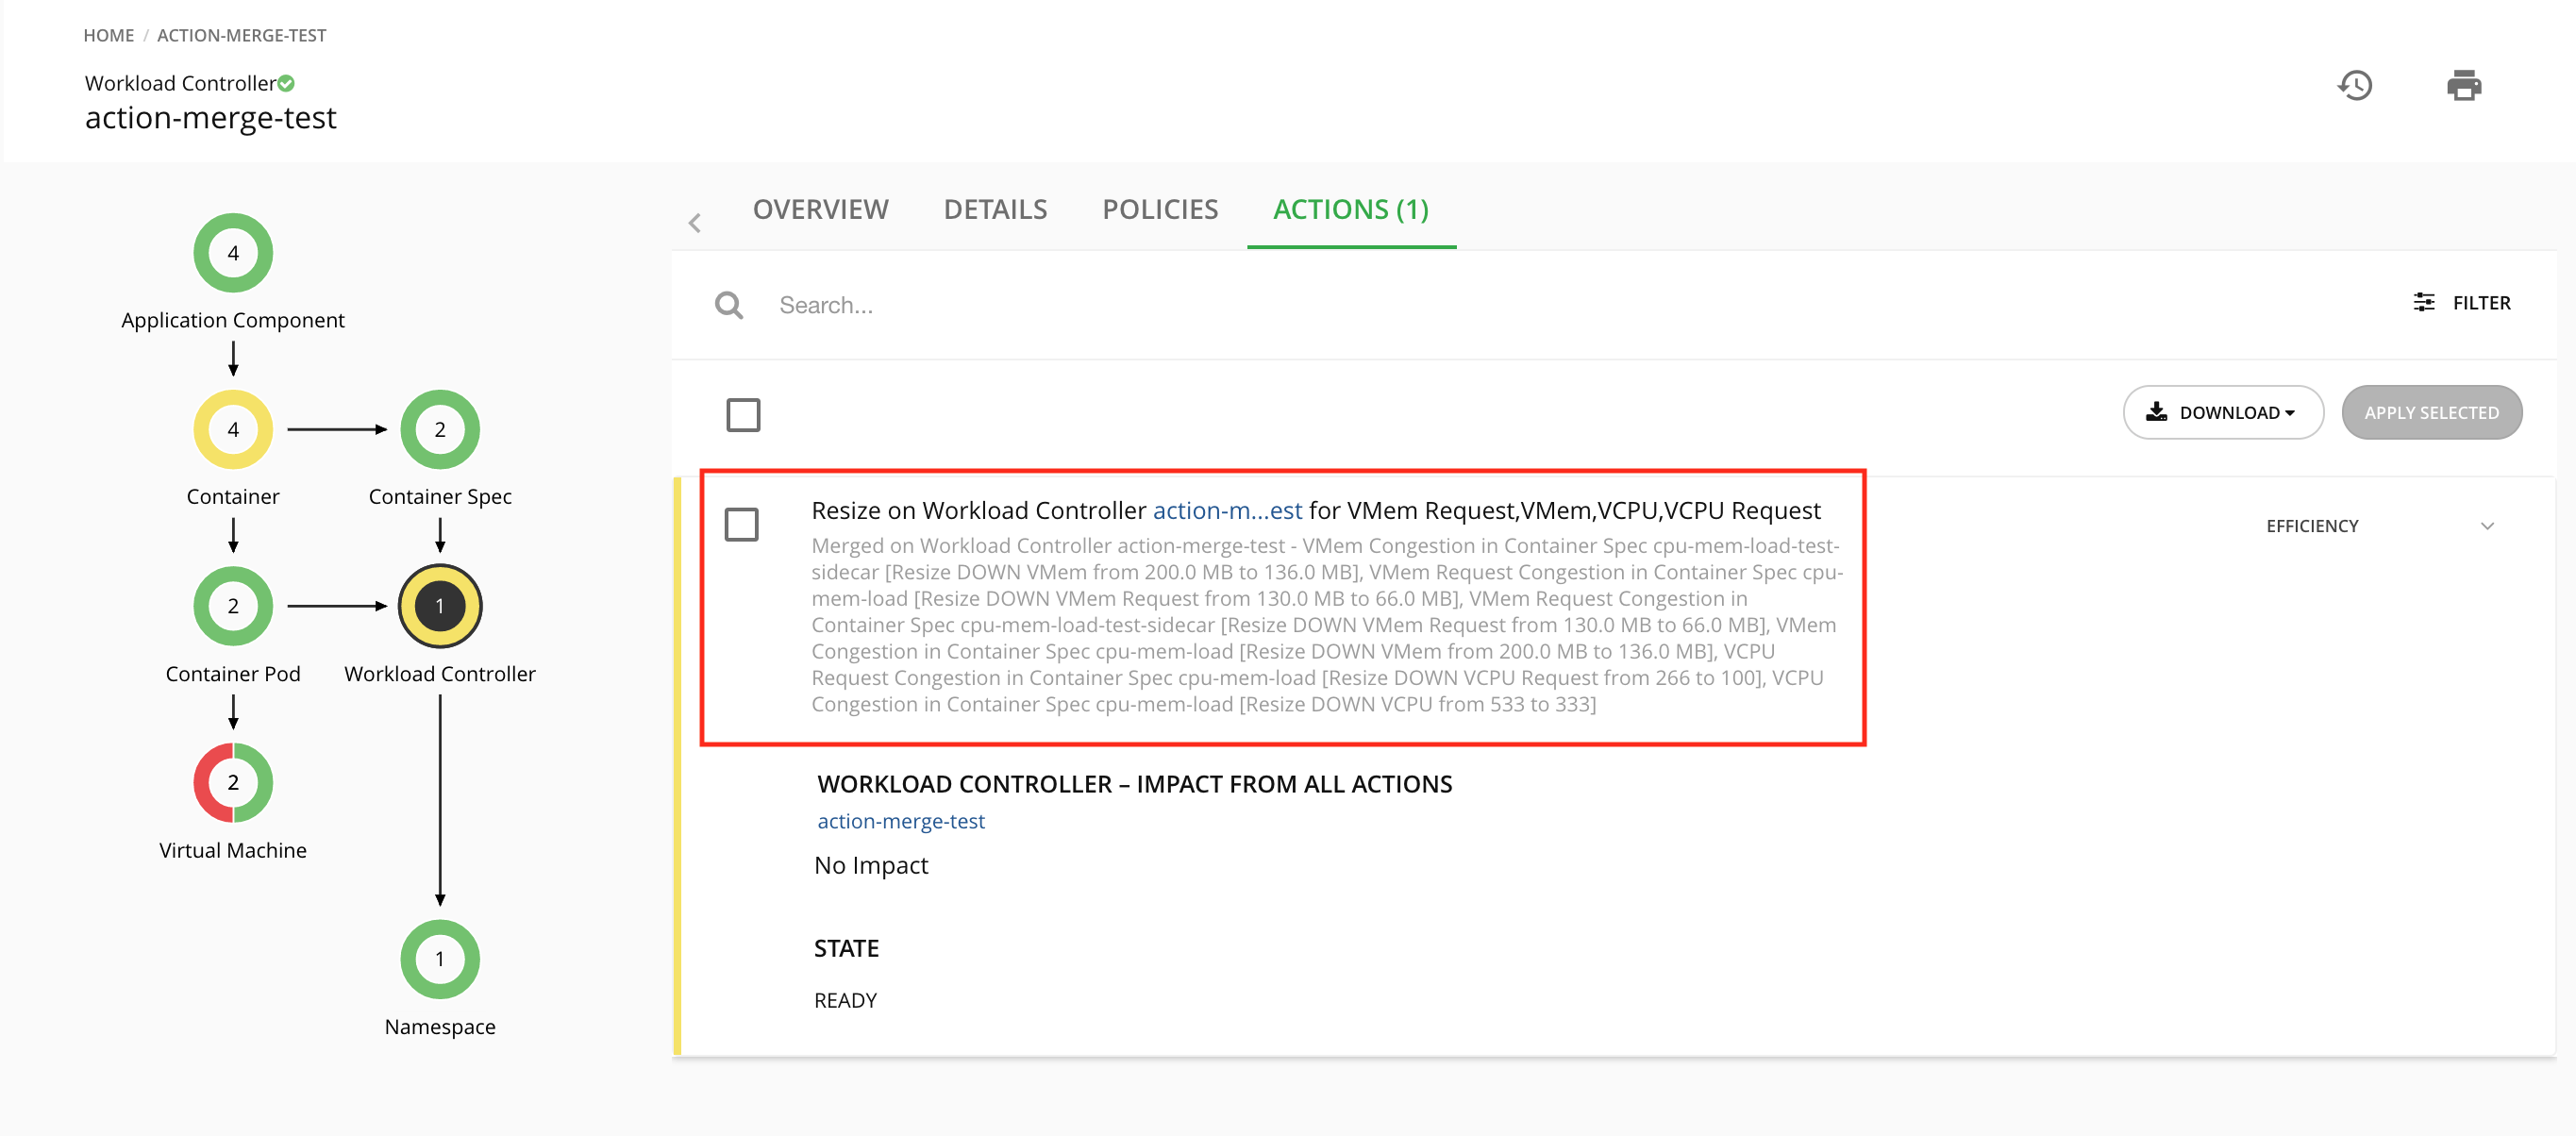 HOME / ACTION-MERGE-TEST
Workload Controller
action-merge-test
4
Application Component
4
2
Container
Container Spec
2
1
Container Pod
Workload Controller
2
Virtual Machine
1
Namespace
OVERVIEW DETAILS POLICIES ACTIONS (1)
Search...
FILTER
DOWNLOAD
APPLY SELECTED
Resize on Workload Controller action-m...est for VMem Request,VMem,VCPU,VCPU Request
Merged on Workload Controller action-merge-test - VMem Congestion in Container Spec cpu-mem-load-test-
sidecar [Resize DOWN VMem from 200.0 MB to 136.0 MB], VMem Request Congestion in Container Spec cpu-
mem-load [Resize DOWN VMem Request from 130.0 MB to 66.0 MB], VMem Request Congestion in
Container Spec cpu-mem-load-test-sidecar [Resize DOWN VMem Request from 130.0 MB to 66.0 MB], VMem
Congestion in Container Spec cpu-mem-load [Resize DOWN VMem from 200.0 MB to 136.0 MB], VCPU
Request Congestion in Container Spec cpu-mem-load [Resize DOWN VCPU Request from 266 to 100], VCPU
Congestion in Container Spec cpu-mem-load [Resize DOWN VCPU from 533 to 333]
EFFICIENCY
WORKLOAD CONTROLLER – IMPACT FROM ALL ACTIONS
action-merge-test
No Impact
STATE
READY